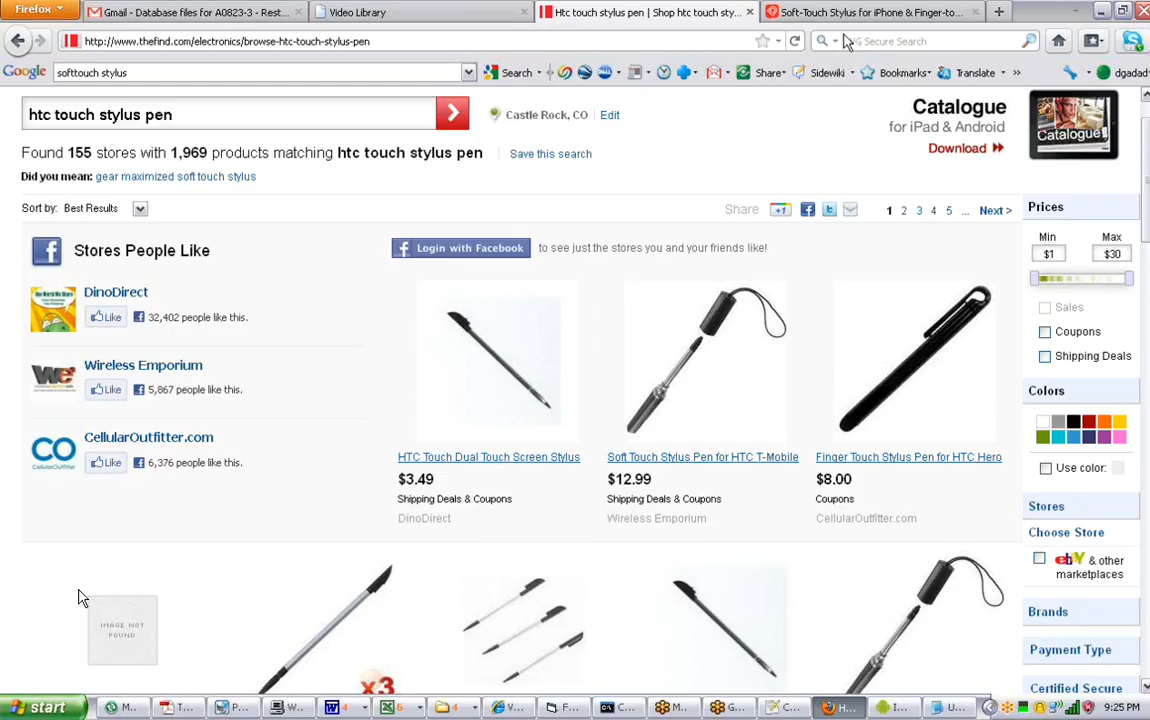 Firefox
Gmail - Database files for A0823-3 - Rest...
Video Library
Htc touch stylus pen | Shop htc touch sty...
Soft-Touch Stylus for iPhone & Finger-to...
http://www.thefind.com/electronics/browse-htc-touch-stylus-pen
Secure Search
Google
softtouch stylus
Search
Share
Sidewiki
Bookmarks
Translate
dgadad
htc touch stylus pen
Castle Rock, CO
Edit
Catalogue
for iPad & Android
Download
Catalogue
Found 155 stores with 1,969 products matching htc touch stylus pen
Save this search
Did you mean: gear maximized soft touch stylus
Sort by: Best Results
Share
+1
1 2 3 4 5 ... Next >
Prices
Min
Max
$1
$30
Sales
Coupons
Shipping Deals
Stores People Like
Login with Facebook
to see just the stores you and your friends like!
DinoDirect
Like
32,402 people like this.
Wireless Emporium
Like
5,867 people like this.
CellularOutfitter.com
Like
6,376 people like this.
HTC Touch Dual Touch Screen Stylus
$3.49
Shipping Deals & Coupons
DinoDirect
Soft Touch Stylus Pen for HTC T-Mobile
$12.99
Shipping Deals & Coupons
Wireless Emporium
Finger Touch Stylus Pen for HTC Hero
$8.00
Coupons
CellularOutfitter.com
Colors
Use color:
Stores
Choose Store
ebY & other
marketplaces
Brands
Payment Type
Certified Secure
IMAGE NOT
FOUND
x3
start
M...
T...
P...
W...
4
6
4
V...
F...
C...
M...
G...
C...
H...
I...
U...
9:25 PM